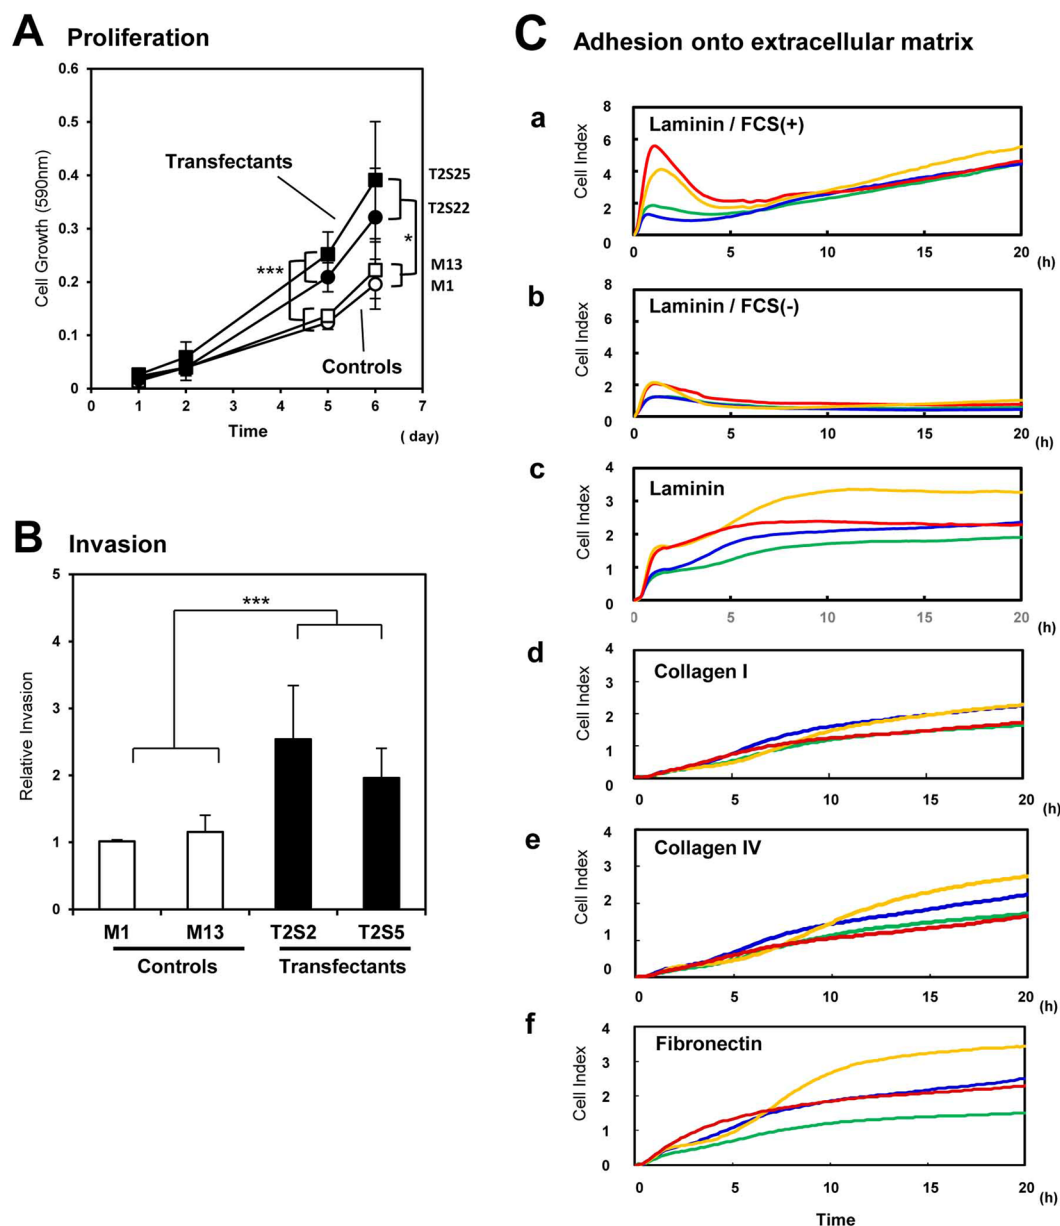 A Proliferation
0.6
0.5
0.4
0.3
0.2
0.1
0
Cell Growth (590nm)
Transfectants
T2S25
T2S22
*
***
M13
M1
Controls
0 1 2 4 5 6 7
Time
( day)
B Invasion
5
4
3
2
1
0
Relative Invasion
***
M1 M13 T2S2 T2S5
Controls Transfectants
C Adhesion onto extracellular matrix
a
Laminin / FCS(+)
Cell Index
8
6
4
2
0
0 5 10 15 20
(h)
b
Laminin / FCS(-)
Cell Index
8
6
4
2
0
0 5 10 15 20
(h)
c
Laminin
Cell Index
4
3
2
1
0
0 5 10 15 20
(h)
d
Collagen I
Cell Index
4
3
2
1
0
0 5 10 15 20
(h)
e
Collagen IV
Cell Index
4
3
2
1
0
0 5 10 15 20
(h)
f
Fibronectin
Cell Index
4
3
2
1
0
0 5 10 15 20
(h)
Time